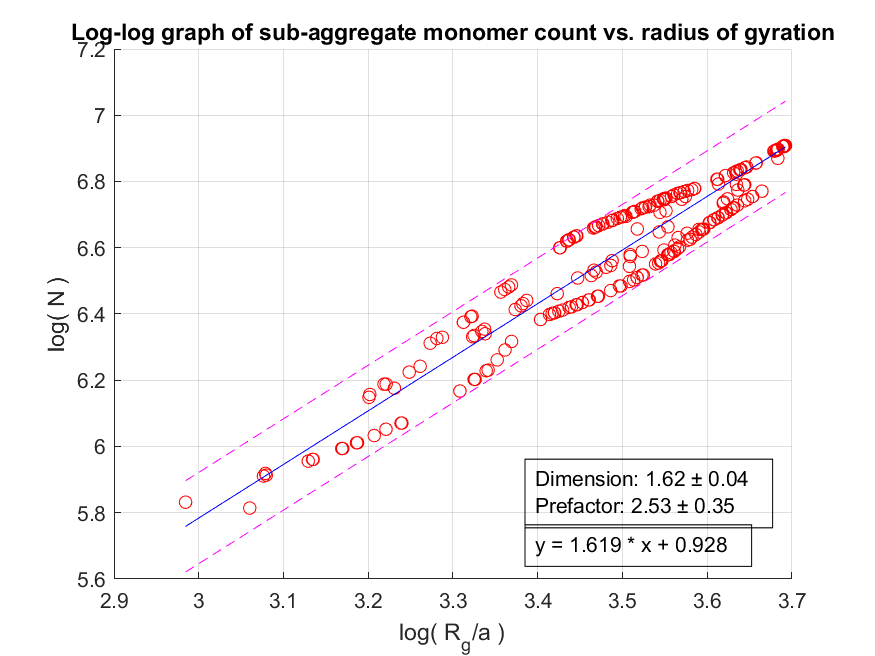 Log-log graph of sub-aggregate monomer count vs. radius of gyration
7.2
7
6.8
6.6
6.4
6.2
6
5.8
5.6
log( N )
Dimension: 1.62 ± 0.04
Prefactor: 2.53 ± 0.35
y = 1.619 * x + 0.928
2.9 3 3.1 3.2 3.3 3.4 3.5 3.6 3.7
log( Rg/a )